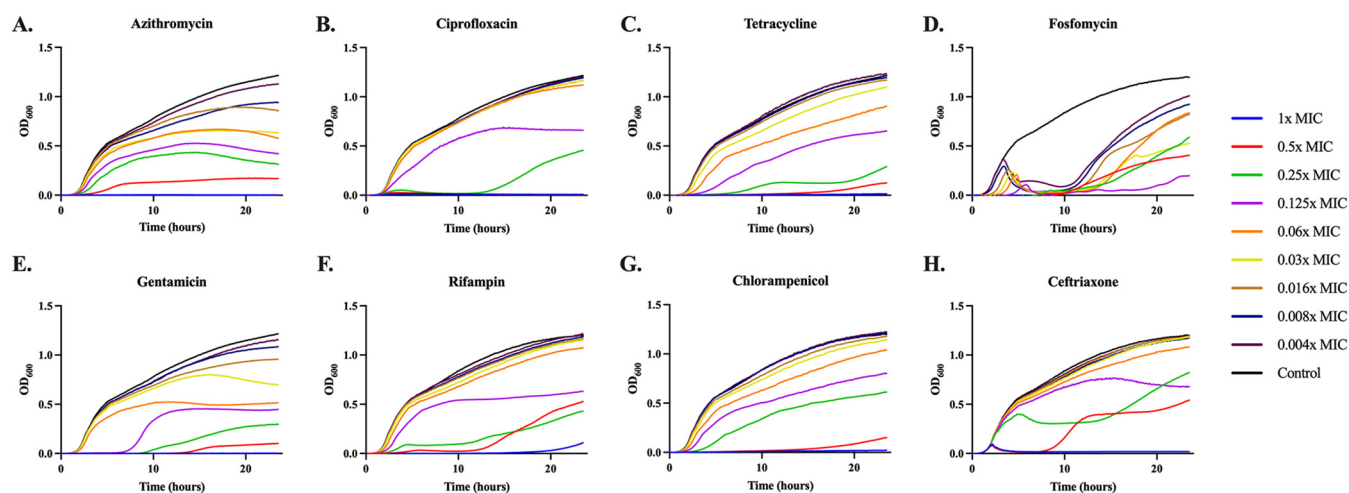 A. Azithromycin
B. Ciprofloxacin
C. Tetracycline
D. Fosfomycin
1.5
1.0
0.5
0.0
OD600
0 10 20
Time (hours)
1.5
1.0
0.5
0.0
OD600
0 10 20
Time (hours)
1.5
1.0
0.5
0.0
OD600
0 10 20
Time (hours)
1.5
1.0
0.5
0.0
OD600
0 10 20
Time (hours)
E. Gentamicin
F. Rifampin
G. Chlorampenicol
H. Ceftriaxone
1.5
1.0
0.5
0.0
OD600
0 10 20
Time (hours)
1.5
1.0
0.5
0.0
OD600
0 10 20
Time (hours)
1.5
1.0
0.5
0.0
OD600
0 10 20
Time (hours)
1.5
1.0
0.5
0.0
OD600
0 10 20
Time (hours)
1x MIC
0.5x MIC
0.25x MIC
0.125x MIC
0.06x MIC
0.03x MIC
0.016x MIC
0.008x MIC
0.004x MIC
Control